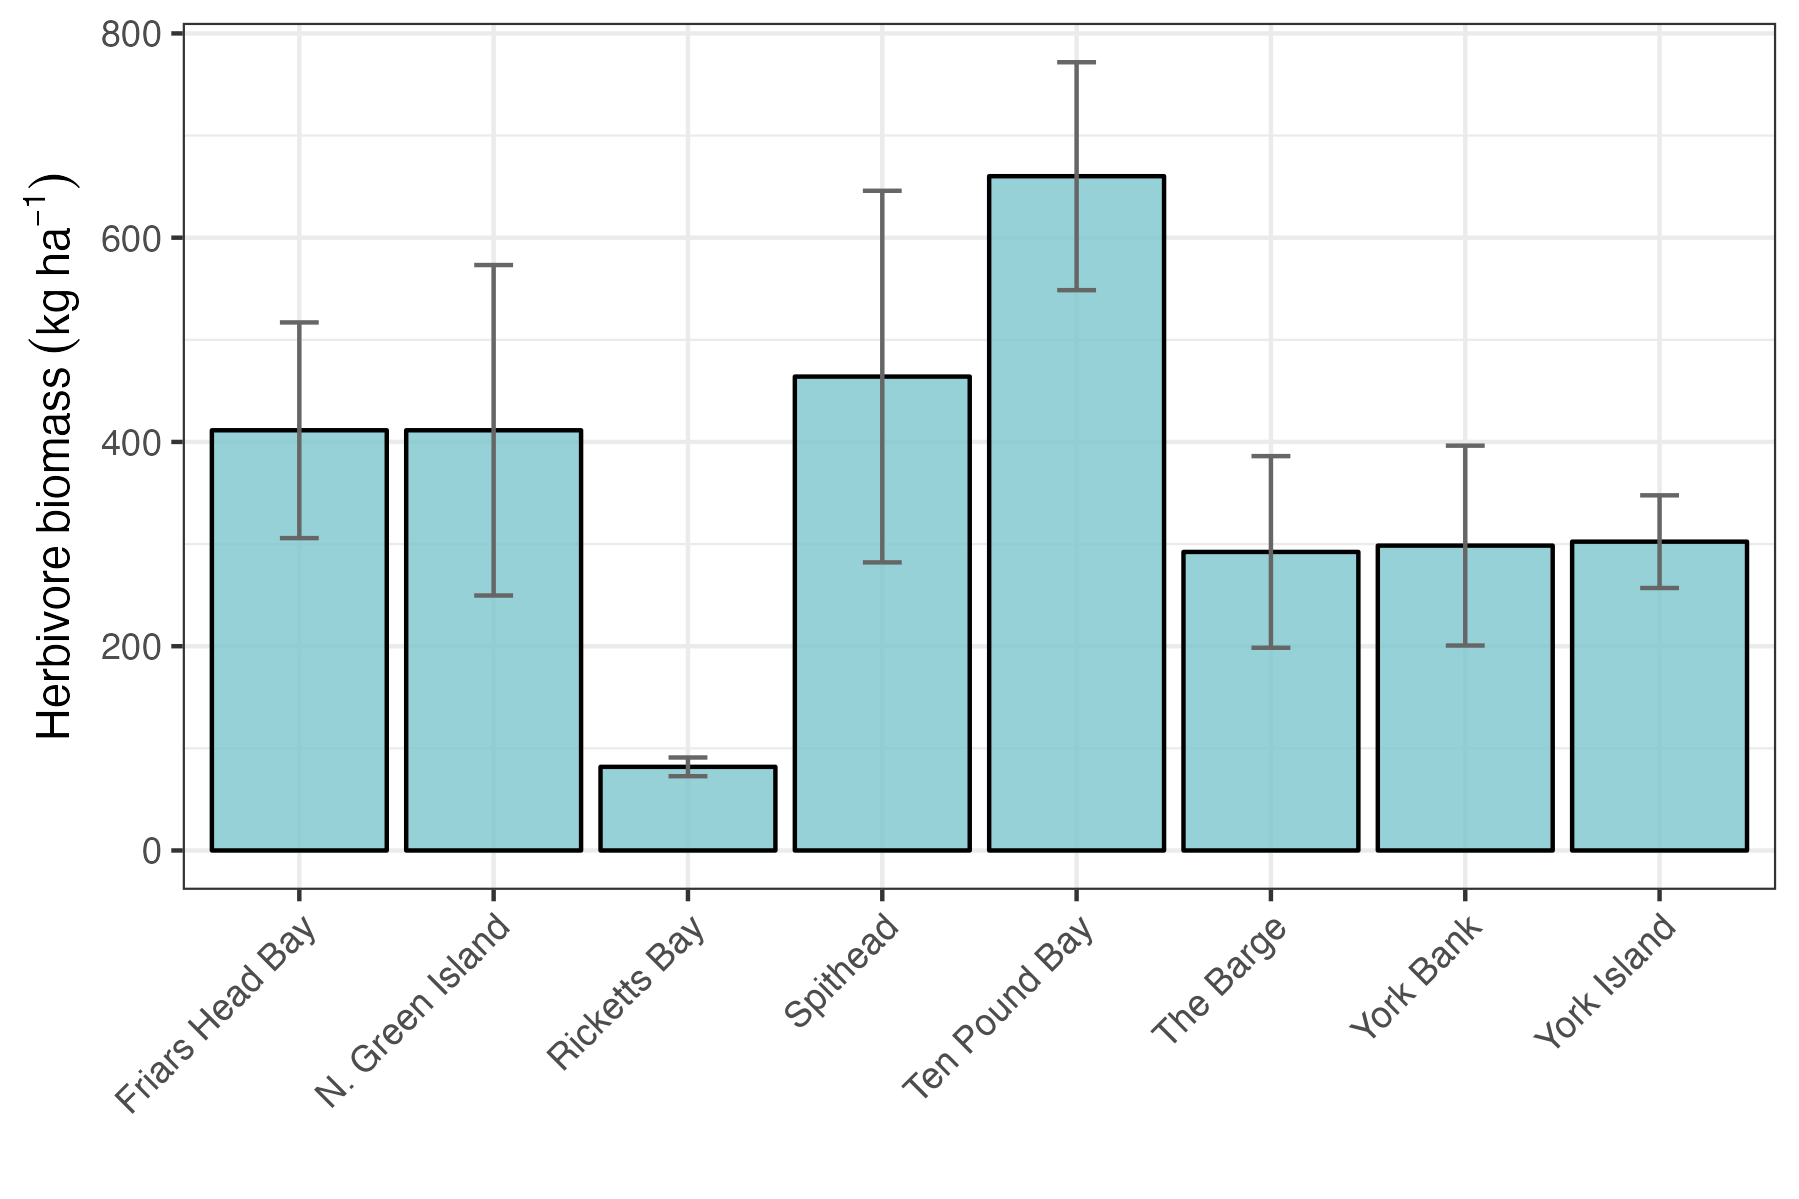 Herbivore biomass (kg ha⁻¹)
800
600
400
200
0
Friars Head Bay
N. Green Island
Ricketts Bay
Spithead
Ten Pound Bay
The Barge
York Bank
York Island